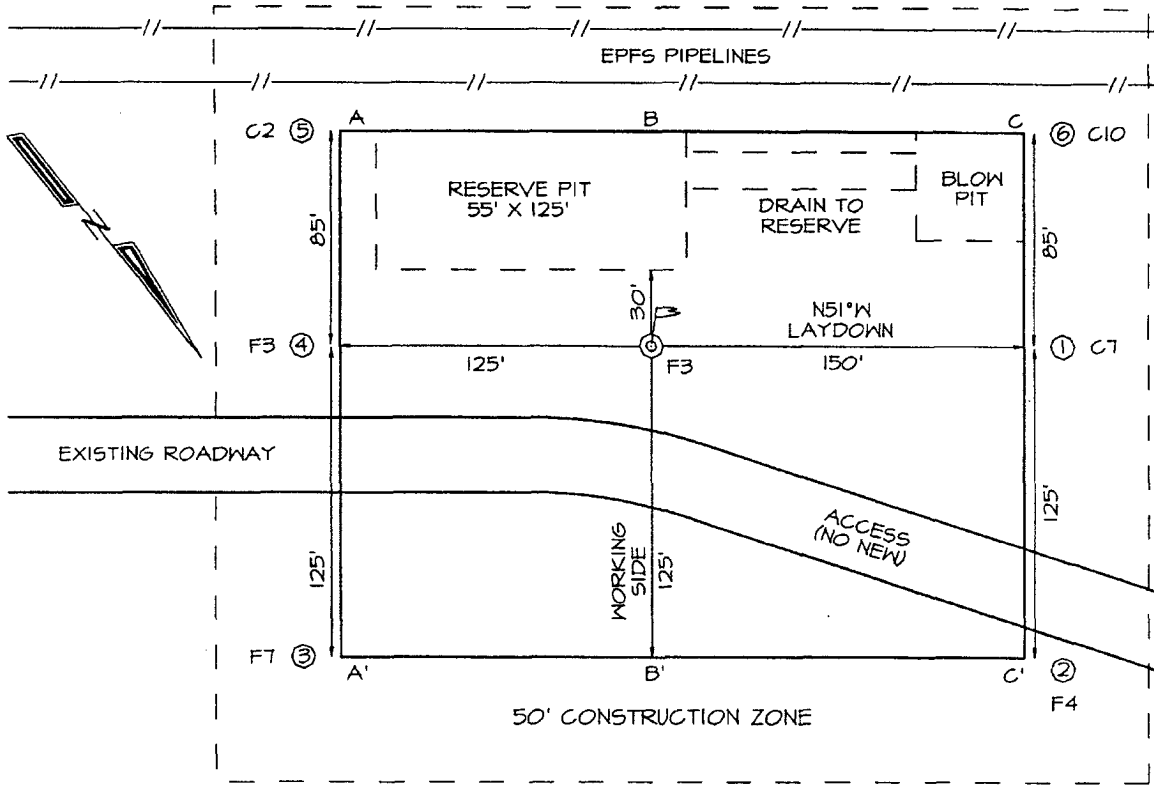 EPFS PIPELINES
C2 ⑤
A
B
C
⑥ C10
RESERVE PIT
55' X 125'
DRAIN TO
RESERVE
BLOW
PIT
85'
85'
30'
N51°W
LAYDOWN
N
F3 ④
125'
F3
150'
① C7
EXISTING ROADWAY
ACCESS
(NO NEW)
125'
WORKING
SIDE
125'
125'
F7 ③
A'
B'
C'
②
F4
50' CONSTRUCTION ZONE